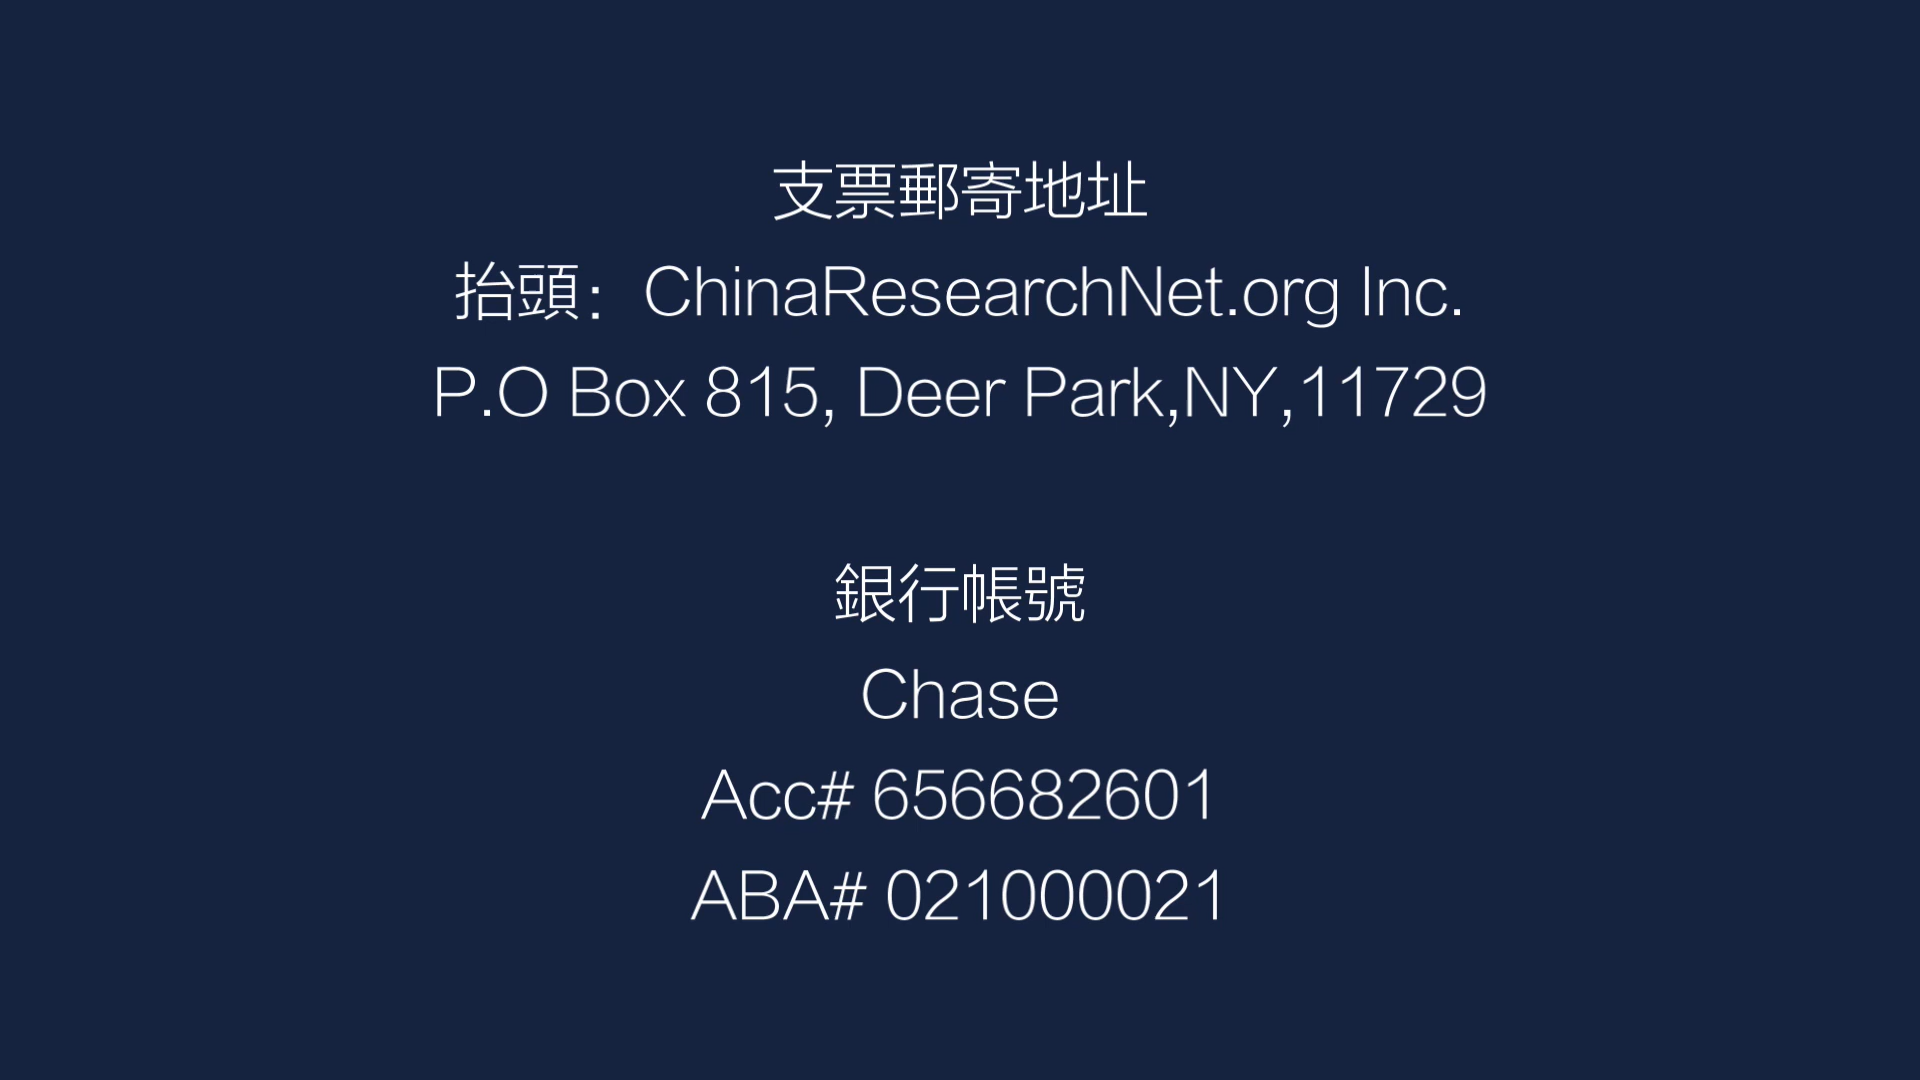 支票郵寄地址
抬頭：ChinaResearchNet.org Inc.
P.O Box 815, Deer Park,NY,11729
銀行帳號
Chase
Acc# 656682601
ABA# 021000021